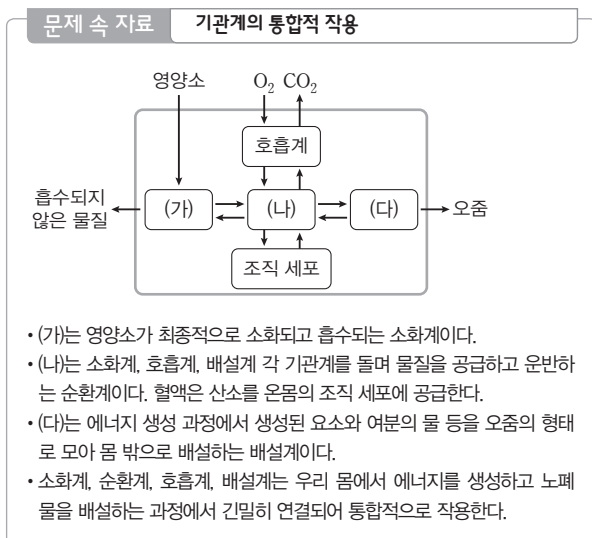 문제 속 자료 기관계의 통합적 작용
영양소 O₂ CO₂
호흡계
흡수되지
않은 물질
(가) (나) (다) 오줌
조직 세포
• (가)는 영양소가 최종적으로 소화되고 흡수되는 소화계이다.
• (나)는 소화계, 호흡계, 배설계 각 기관계를 돌며 물질을 공급하고 운반하
는 순환계이다. 혈액은 산소를 온몸의 조직 세포에 공급한다.
• (다)는 에너지 생성 과정에서 생성된 요소와 여분의 물 등을 오줌의 형태
로 모아 몸 밖으로 배설하는 배설계이다.
• 소화계, 순환계, 호흡계, 배설계는 우리 몸에서 에너지를 생성하고 노폐
물을 배설하는 과정에서 긴밀히 연결되어 통합적으로 작용한다.